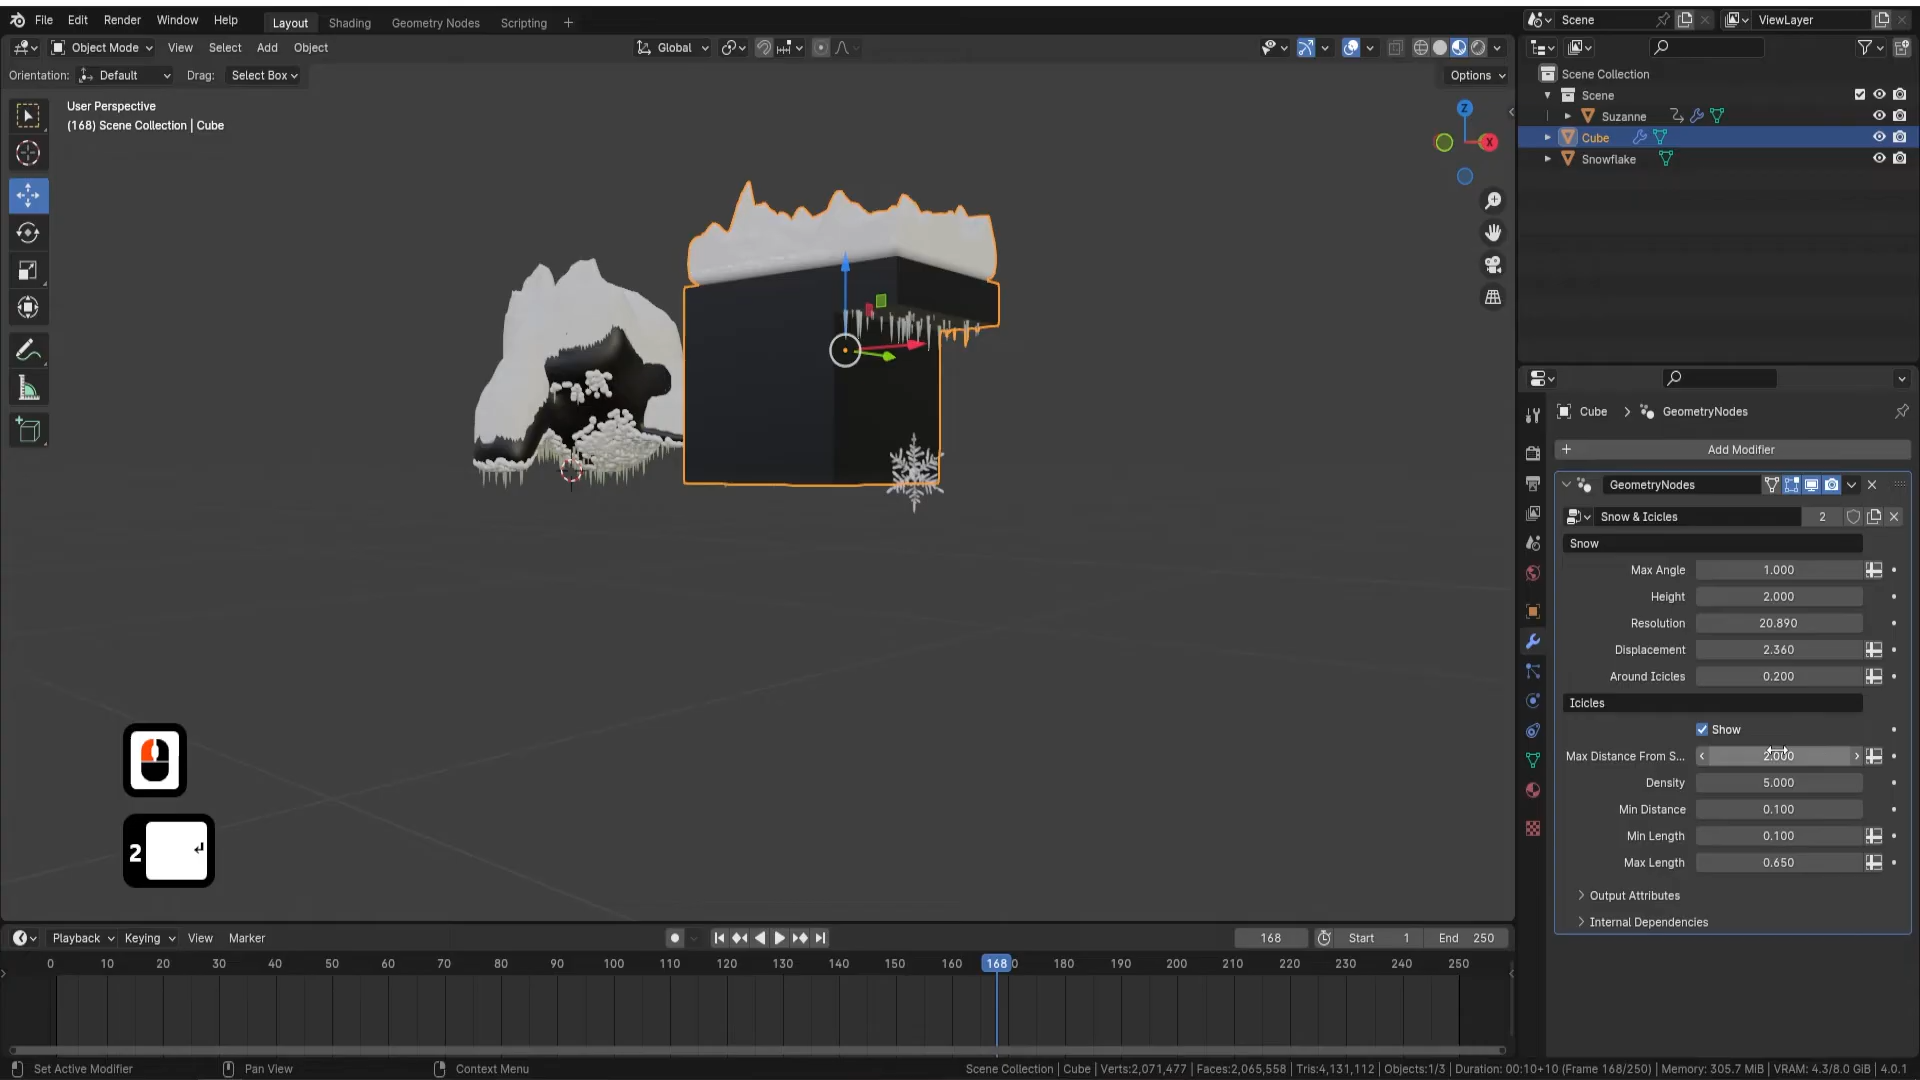 File Edit Render Window Help Layout Shading Geometry Nodes Scripting + Scene ViewLayer
Object Mode View Select Add Object Global
Orientation: Default Drag: Select Box Options
User Perspective
(168) Scene Collection | Cube
Z
X
Scene Collection
Scene
Suzanne
Cube
Snowflake
Cube > GeometryNodes
+ Add Modifier
GeometryNodes
Snow & Icicles 2
Snow
Max Angle 1.000
Height 2.000
Resolution 20.890
Displacement 2.360
Around Icicles 0.200
Icicles
Show
Max Distance From S... 2.000
Density 5.000
Min Distance 0.100
Min Length 0.100
Max Length 0.650
Output Attributes
Internal Dependencies
2
Playback Keying View Marker 168 Start 1 End 250
0 10 20 30 40 50 60 70 80 90 100 110 120 130 140 150 160 168 0 180 190 200 210 220 230 240 250
Set Active Modifier Pan View Context Menu Scene Collection | Cube | Verts:2,071,477 | Faces:2,065,558 | Tris:4,131,112 | Objects:1/3 | Duration: 00:10+10 (Frame 168/250) | Memory: 305.7 MiB | VRAM: 4.3/8.0 GiB | 4.0.1